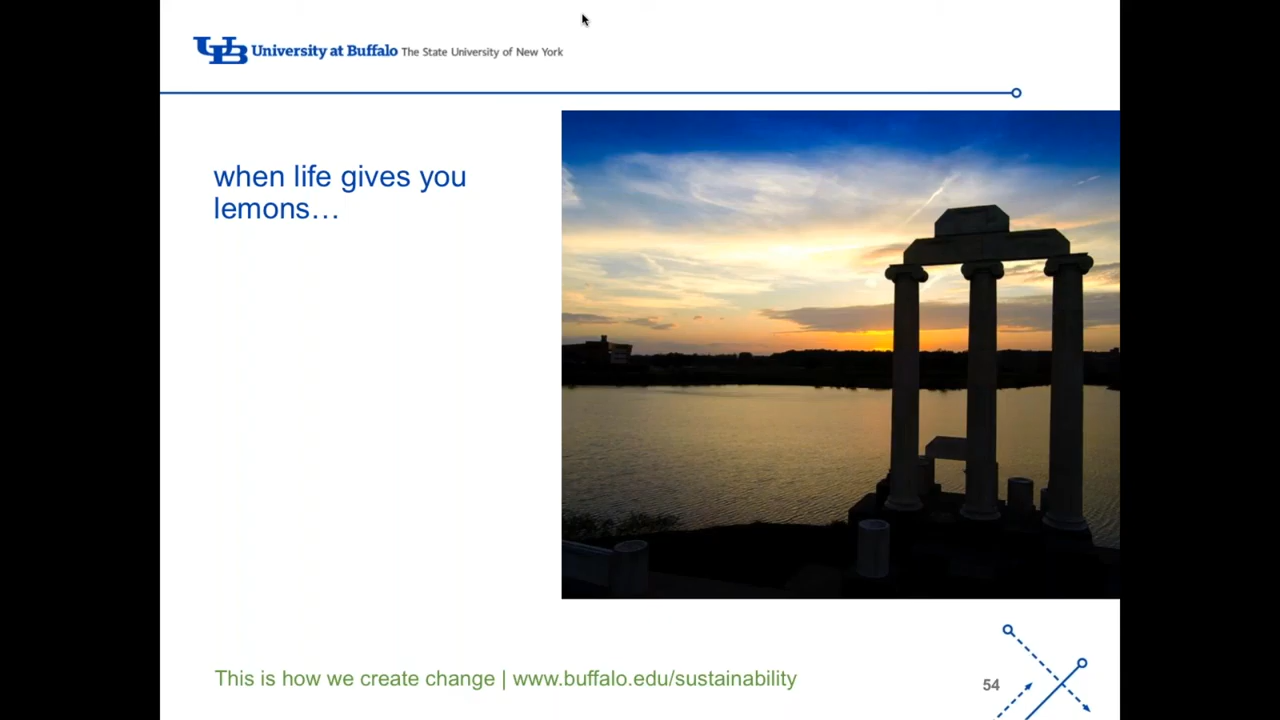 UB University at Buffalo The State University of New York
when life gives you
lemons…
This is how we create change | www.buffalo.edu/sustainability
54